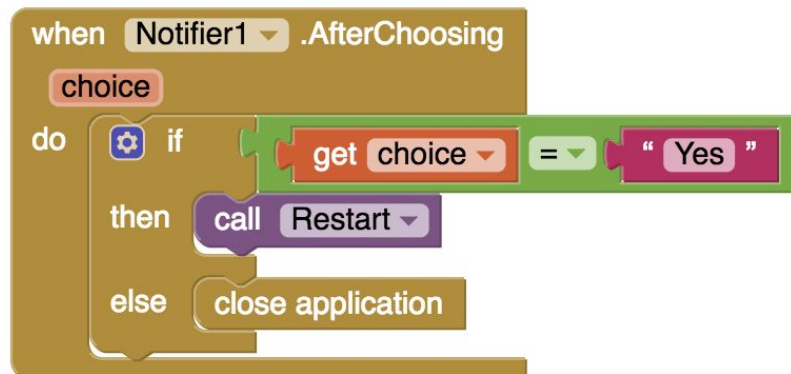 when Notifier1 .AfterChoosing
choice
do if get choice = “ Yes ”
then call Restart
else close application